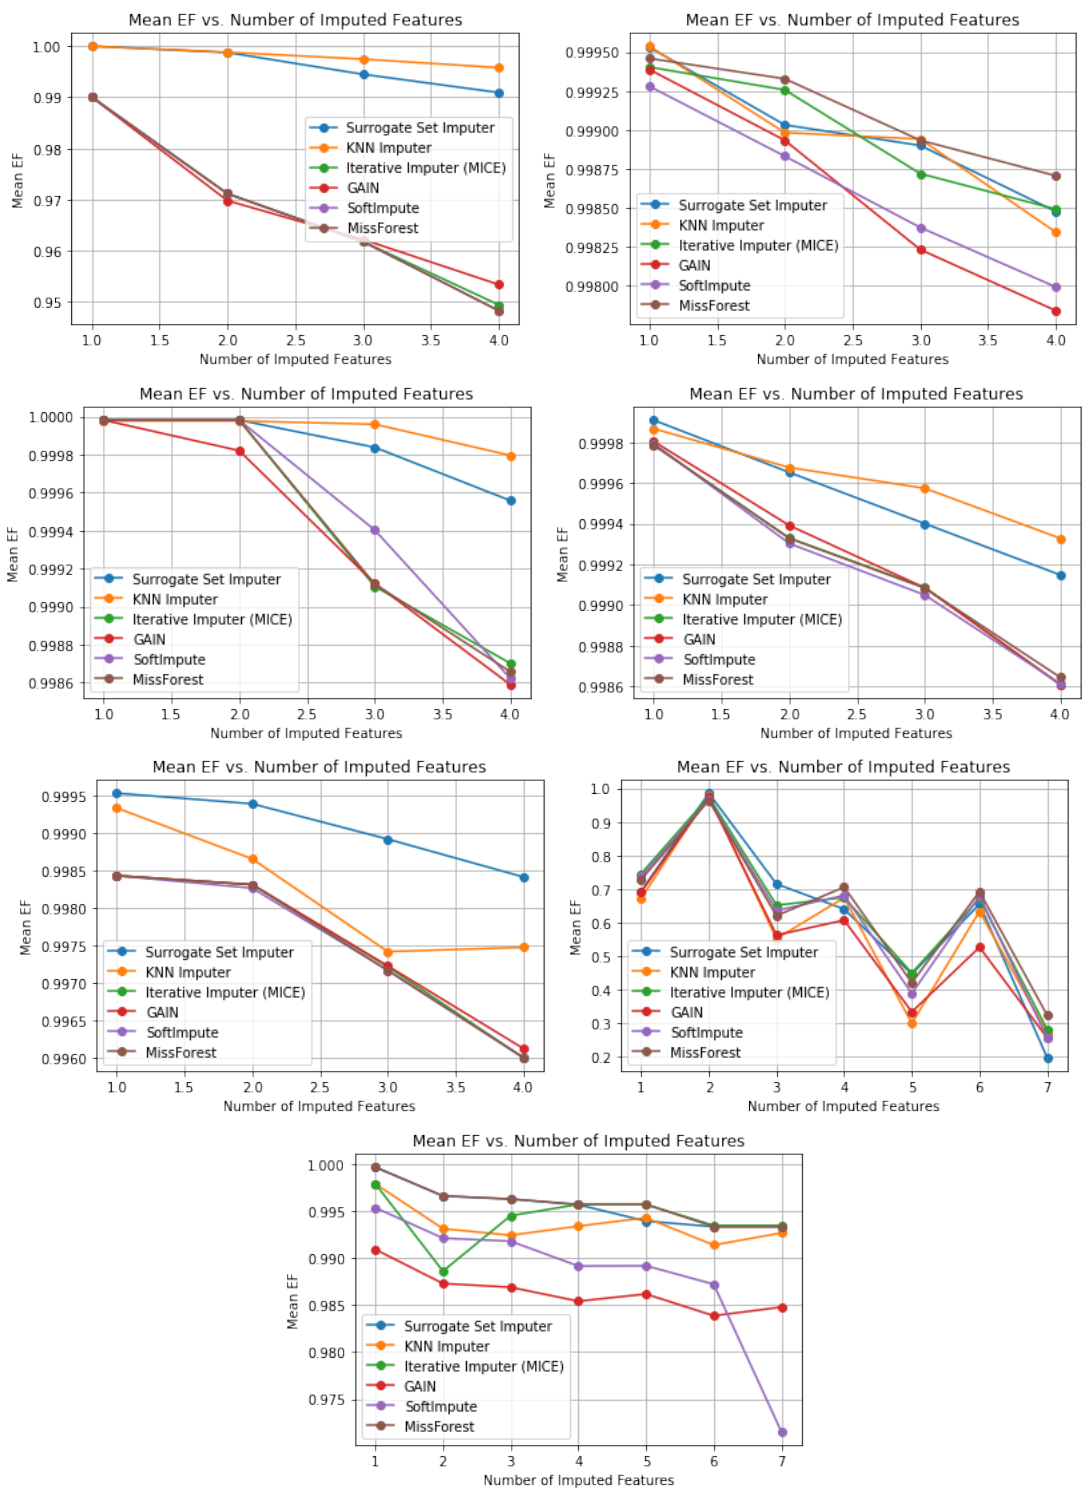 Mean EF vs. Number of Imputed Features
1.00
0.99
0.98
0.97
0.96
0.95
Mean EF
Surrogate Set Imputer
KNN Imputer
Iterative Imputer (MICE)
GAIN
SoftImpute
MissForest
1.0 1.5 2.0 2.5 3.0 3.5 4.0
Number of Imputed Features
Mean EF vs. Number of Imputed Features
0.99950
0.99925
0.99900
0.99875
0.99850
0.99825
0.99800
Mean EF
Surrogate Set Imputer
KNN Imputer
Iterative Imputer (MICE)
GAIN
SoftImpute
MissForest
1.0 1.5 2.0 2.5 3.0 3.5 4.0
Number of Imputed Features
Mean EF vs. Number of Imputed Features
1.0000
0.9998
0.9996
0.9994
0.9992
0.9990
0.9988
0.9986
Mean EF
Surrogate Set Imputer
KNN Imputer
Iterative Imputer (MICE)
GAIN
SoftImpute
MissForest
1.0 1.5 2.0 2.5 3.0 3.5 4.0
Number of Imputed Features
Mean EF vs. Number of Imputed Features
0.9998
0.9996
0.9994
0.9992
0.9990
0.9988
0.9986
Mean EF
Surrogate Set Imputer
KNN Imputer
Iterative Imputer (MICE)
GAIN
SoftImpute
MissForest
1.0 1.5 2.0 2.5 3.0 3.5 4.0
Number of Imputed Features
Mean EF vs. Number of Imputed Features
0.9995
0.9990
0.9985
0.9980
0.9975
0.9970
0.9965
0.9960
Mean EF
Surrogate Set Imputer
KNN Imputer
Iterative Imputer (MICE)
GAIN
SoftImpute
MissForest
1.0 1.5 2.0 2.5 3.0 3.5 4.0
Number of Imputed Features
Mean EF vs. Number of Imputed Features
1.0
0.9
0.8
0.7
0.6
0.5
0.4
0.3
0.2
Mean EF
Surrogate Set Imputer
KNN Imputer
Iterative Imputer (MICE)
GAIN
SoftImpute
MissForest
1 2 3 4 5 6 7
Number of Imputed Features
Mean EF vs. Number of Imputed Features
1.000
0.995
0.990
0.985
0.980
0.975
Mean EF
Surrogate Set Imputer
KNN Imputer
Iterative Imputer (MICE)
GAIN
SoftImpute
MissForest
1 2 3 4 5 6 7
Number of Imputed Features